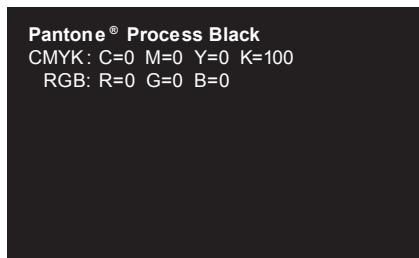 Pantone® Process Black
CMYK: C=0 M=0 Y=0 K=100
RGB: R=0 G=0 B=0